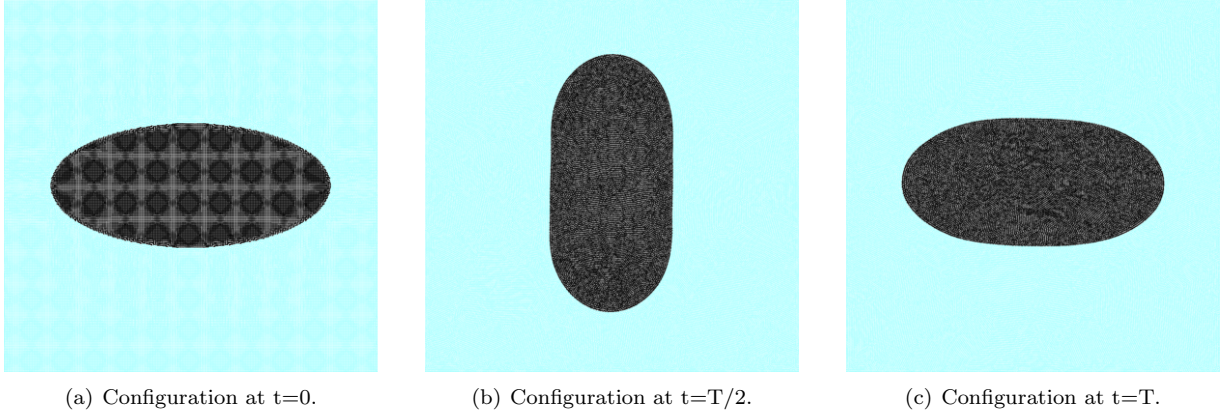 (a) Configuration at t=0.
(b) Configuration at t=T/2.
(c) Configuration at t=T.